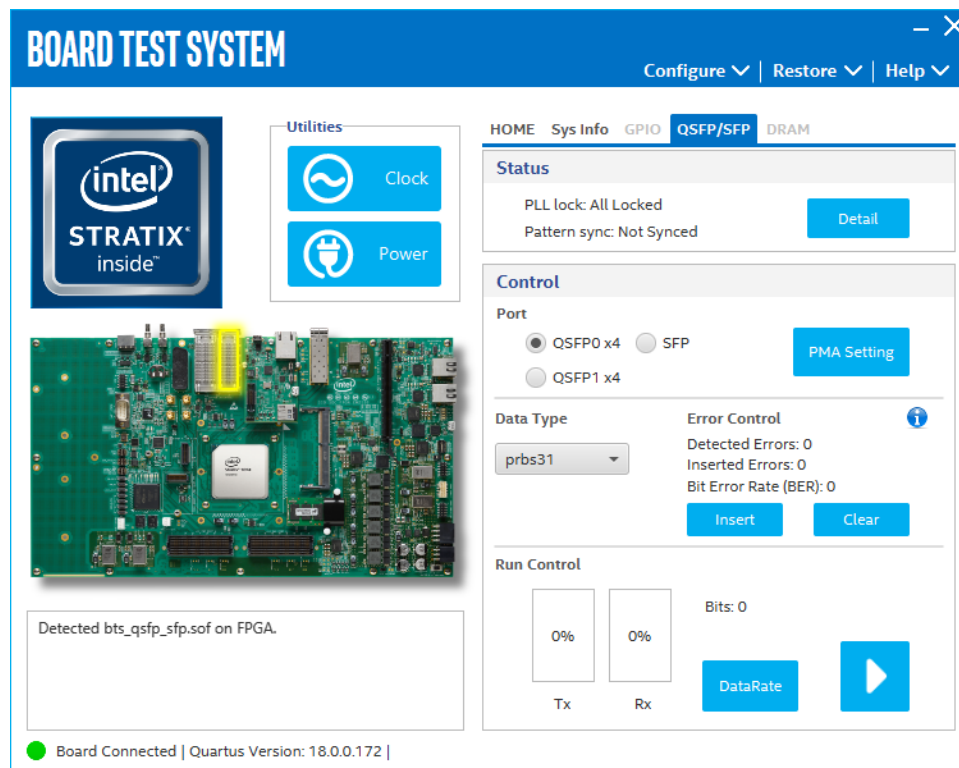 BOARD TEST SYSTEM
Configure | Restore | Help
intel
STRATIX
inside™
Utilities
Clock
Power
HOME Sys Info GPIO QSFP/SFP DRAM
Status
PLL lock: All Locked
Pattern sync: Not Synced
Detail
Control
Port
QSFP0 x4
SFP
QSFP1 x4
PMA Setting
Data Type
prbs31
Error Control
Detected Errors: 0
Inserted Errors: 0
Bit Error Rate (BER): 0
Insert
Clear
Run Control
0%
0%
Tx
Rx
Bits: 0
DataRate
Detected bts_qsfp_sfp.sof on FPGA.
Board Connected | Quartus Version: 18.0.0.172 |